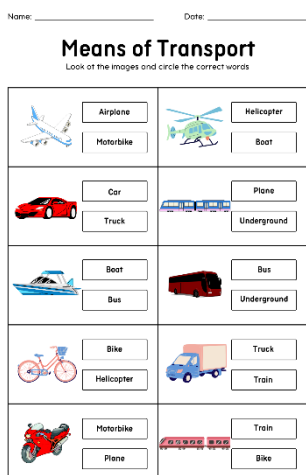 Name: Date:
Means of Transport
Look at the images and circle the correct words
Airplane
Motorbike
Helicopter
Boat
Car
Truck
Plane
Underground
Boat
Bus
Bus
Underground
Bike
Helicopter
Truck
Train
Motorbike
Plane
Train
Bike